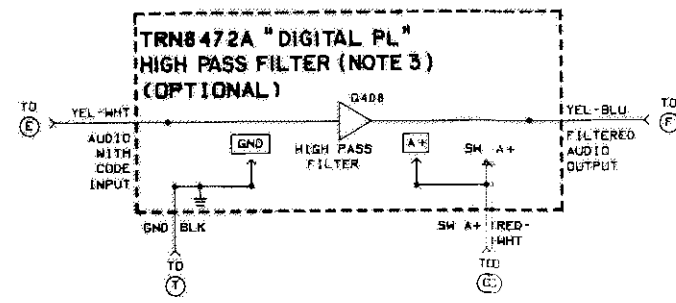 TRN8472A "DIGITAL PL"
HIGH PASS FILTER (NOTE 3)
(OPTIONAL)
Q408
TO
E
YEL-WHT
AUDIO
WITH
CODE
INPUT
GND
HIGH PASS
FILTER
A+
SW A+
YEL-BLU
FILTERED
AUDIO
OUTPUT
TO
F
GND BLK
TO
T
SW A+ RED-
WHT
TO